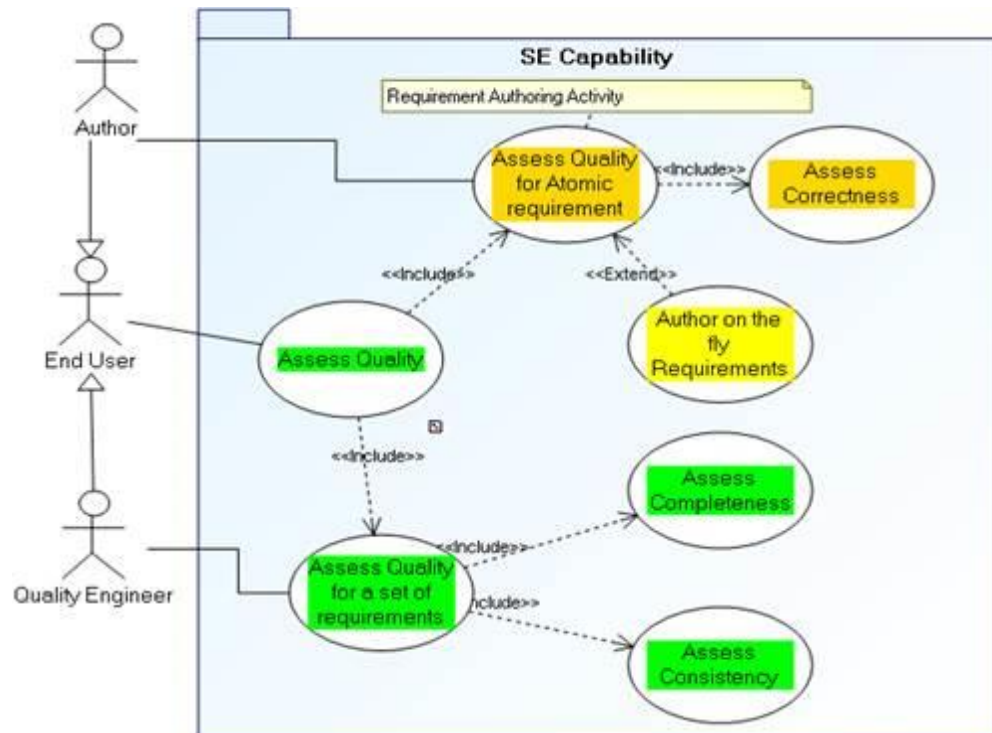 SE Capability
Requirement Authoring Activity
Author
Assess Quality
for Atomic
requirement
<<Include>>
Assess
Correctness
<<Include>>
<<Extend>>
End User
Assess Quality
Author on the
fly
Requirements
<<Include>>
Assess
Completeness
<<Include>>
Quality Engineer
Assess Quality
for a set of
requirements
nclude>>
Assess
Consistency